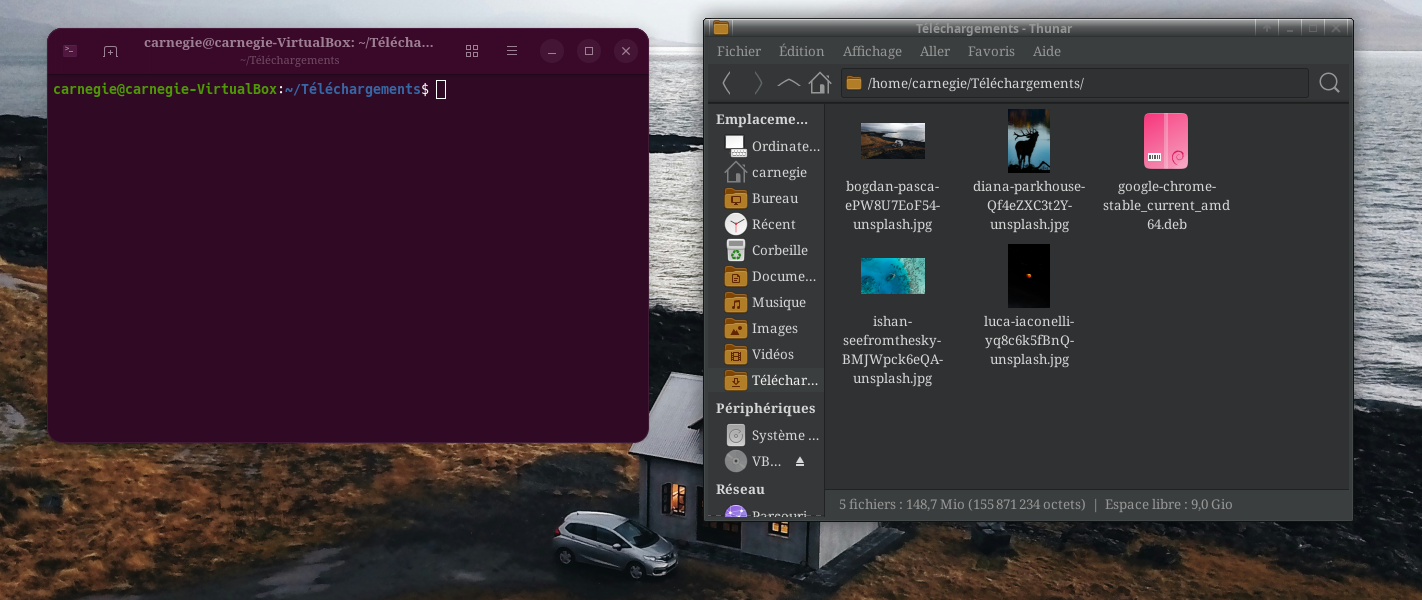 carnegie@carnegie-VirtualBox: ~/Télécha...
~/Téléchargements
carnegie@carnegie-VirtualBox:~/Téléchargements$
Téléchargements - Thunar
Fichier Édition Affichage Aller Favoris Aide
/home/carnegie/Téléchargements/
Emplaceme...
Ordinate...
carnegie
Bureau
Récent
Corbeille
Docume...
Musique
Images
Vidéos
Téléchar...
Périphériques
Système ...
VB...
Réseau
Parcouri...
bogdan-pasca-
ePW8U7EoF54-
unsplash.jpg
diana-parkhouse-
Qf4eZXC3t2Y-
unsplash.jpg
google-chrome-
stable_current_amd
64.deb
ishan-
seefromthesky-
BMJWpck6eQA-
unsplash.jpg
luca-iaconelli-
yq8c6k5fBnQ-
unsplash.jpg
5 fichiers : 148,7 Mio (155 871 234 octets) | Espace libre : 9,0 Gio